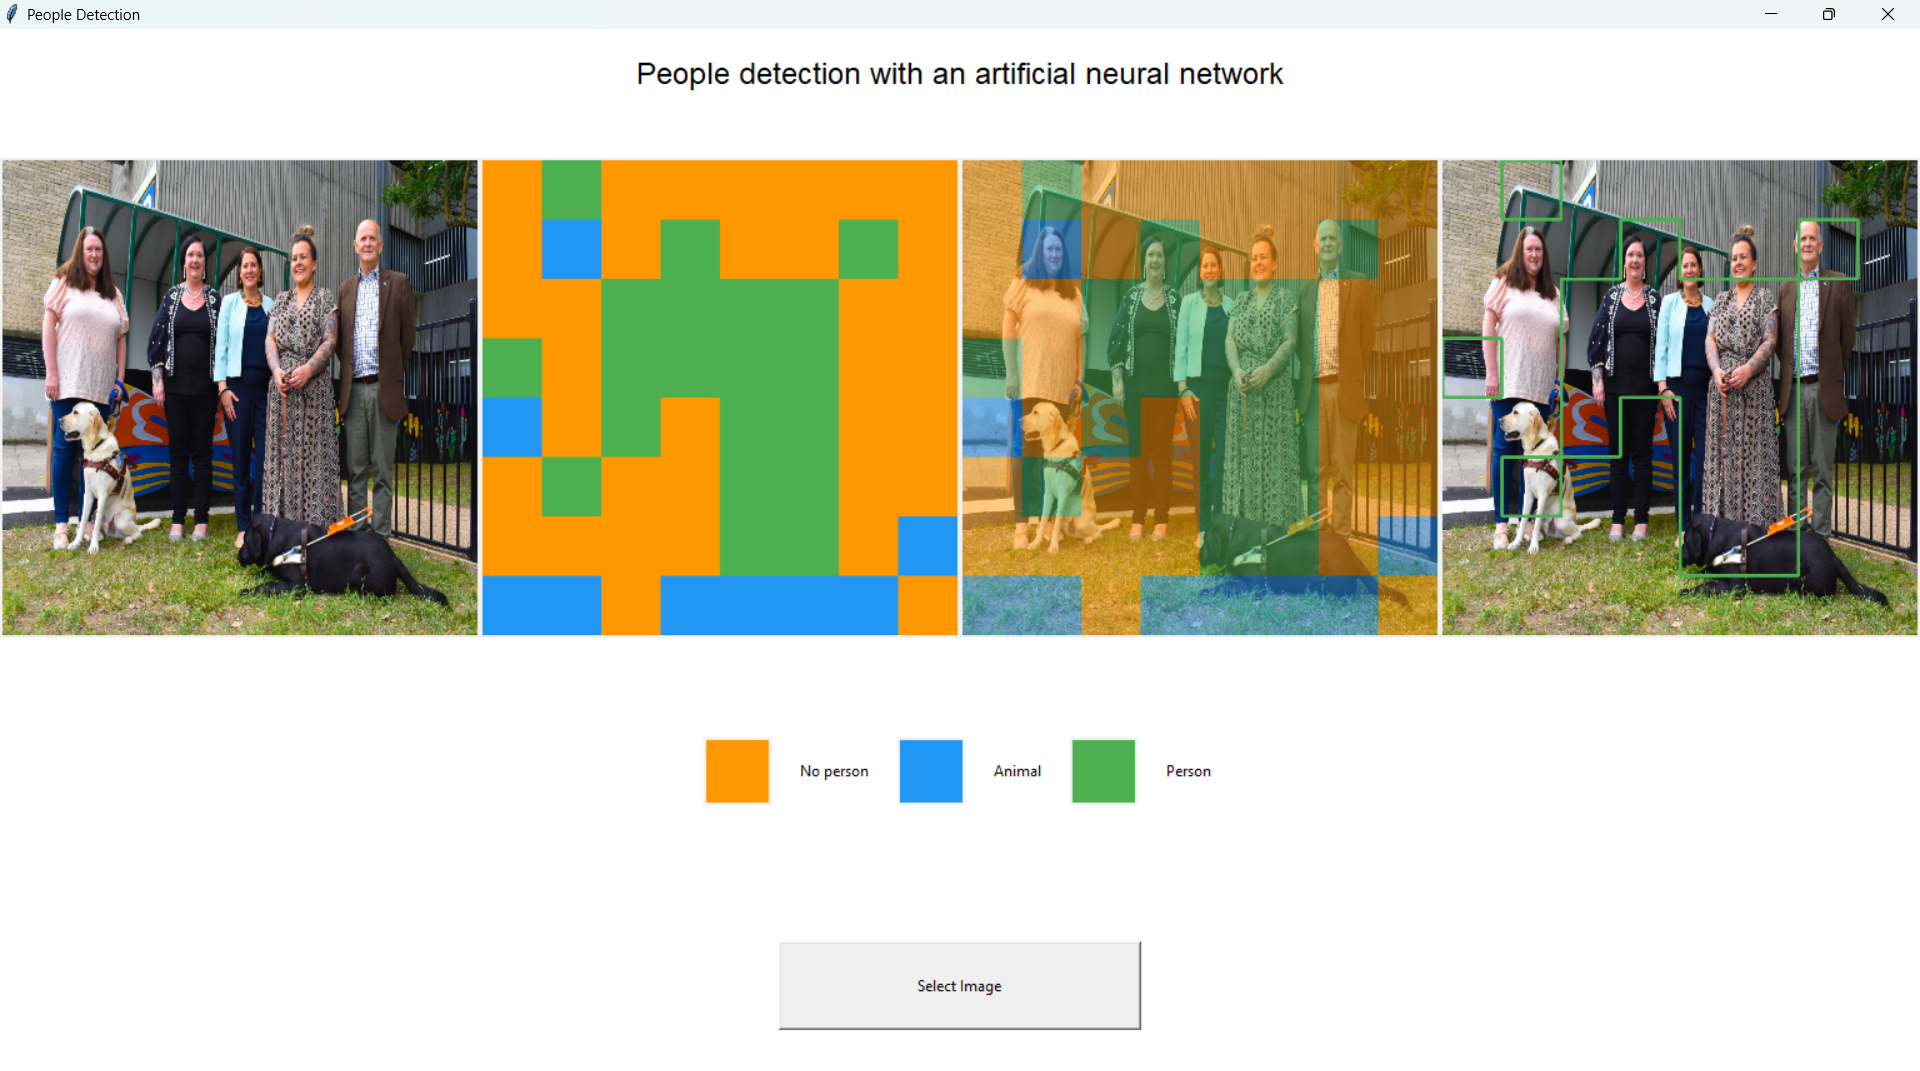 People Detection
People detection with an artificial neural network
No person
Animal
Person
Select Image